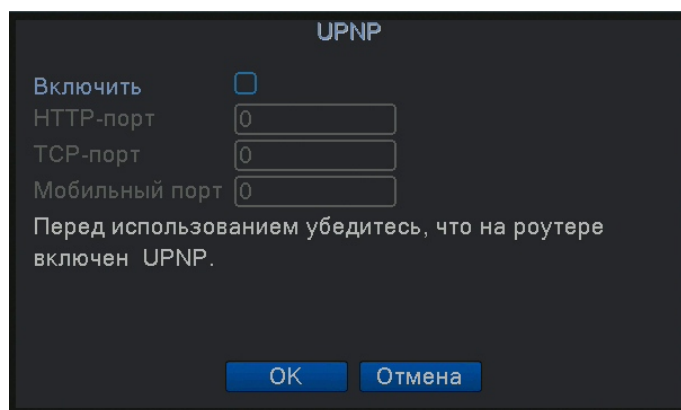 UPNP
Включить
HTTP-порт 0
TCP-порт 0
Мобильный порт 0
Перед использованием убедитесь, что на роутере
включен UPNP.
OK Отмена